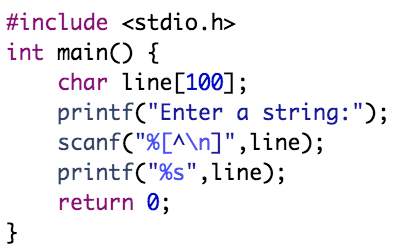 #include <stdio.h>
int main() {
    char line[100];
    printf("Enter a string:");
    scanf("%[^\n]",line);
    printf("%s",line);
    return 0;
}